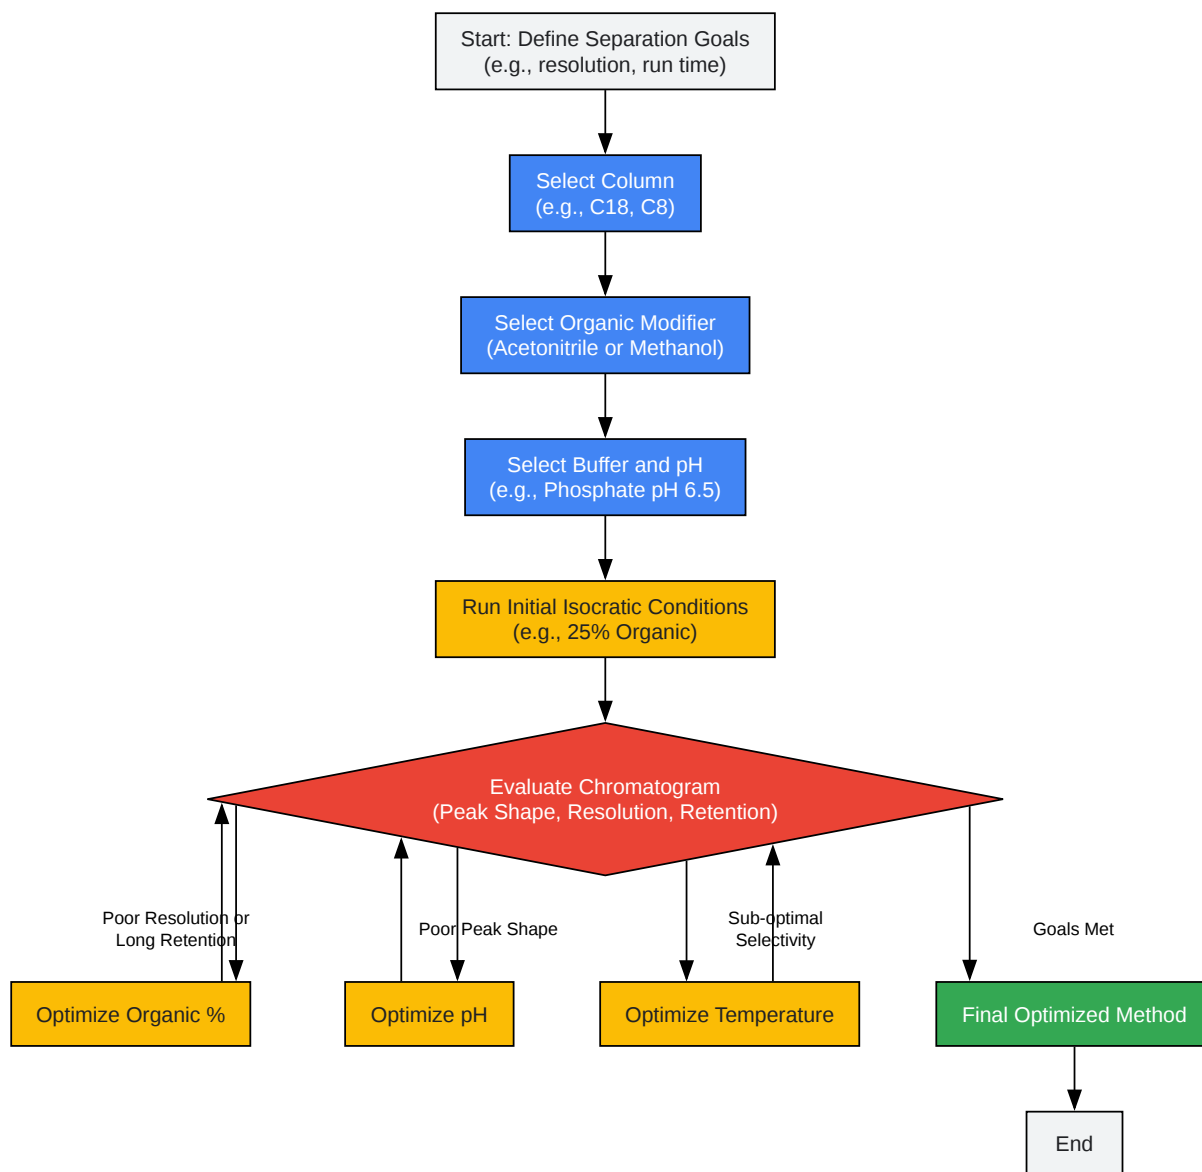 Start: Define Separation Goals
(e.g., resolution, run time)
Select Column
(e.g., C18, C8)
Select Organic Modifier
(Acetonitrile or Methanol)
Select Buffer and pH
(e.g., Phosphate pH 6.5)
Run Initial Isocratic Conditions
(e.g., 25% Organic)
Evaluate Chromatogram
(Peak Shape, Resolution, Retention)
Poor Resolution or
Long Retention
Poor Peak Shape
Sub-optimal
Selectivity
Goals Met
Optimize Organic %
Optimize pH
Optimize Temperature
Final Optimized Method
End